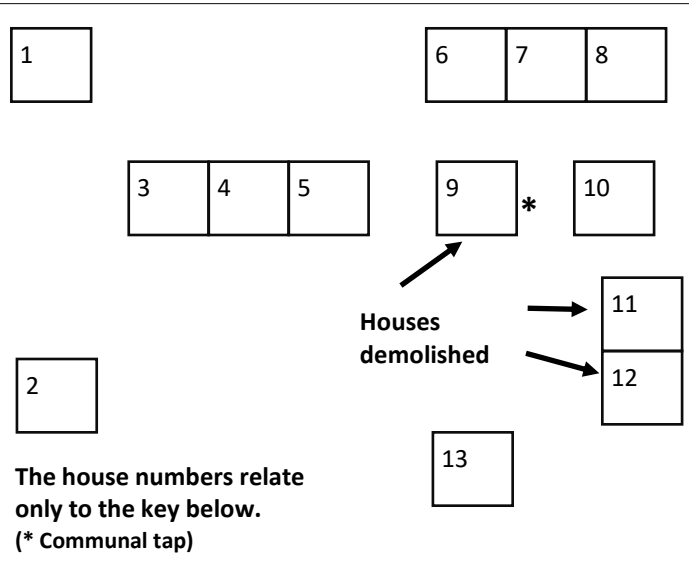 1
6 7 8
3 4 5 9 * 10
11
Houses
demolished
12
2
13
The house numbers relate
only to the key below.
(* Communal tap)